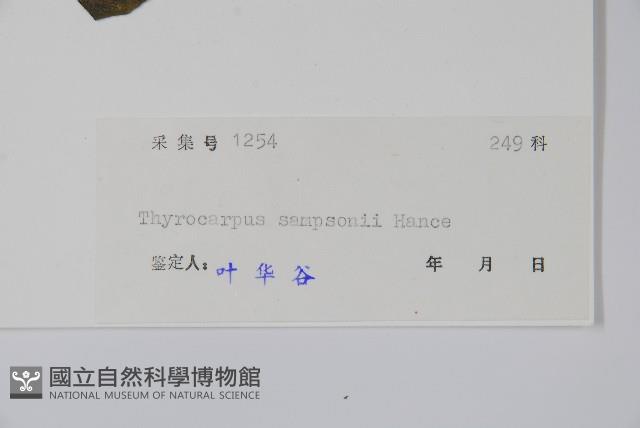 采集号 1254 249 科
Thyrocarpus sampsonii Hance
鉴定人: 叶华谷 年 月 日
國立自然科學博物館
NATIONAL MUSEUM OF NATURAL SCIENCE